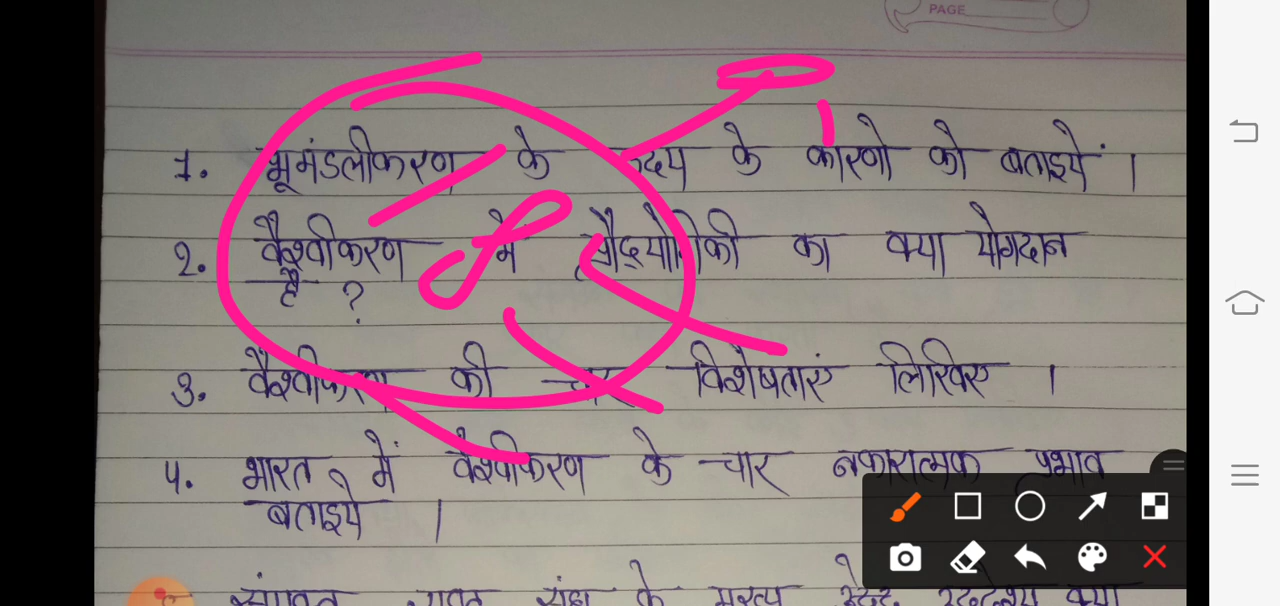 PAGE
1. भूमंडलीकरण के उदय के कारणो को बताइये।
2. वैश्वीकरण में प्रौद्योगिकी का क्या योगदान
है ?
3. वैश्वीकरण की चार विशेषताएं लिखिए ।
4. भारत में वैश्वीकरण के चार नकारात्मक प्रभाव
बताइये ।
संयुक्त संघ के मुख्य क्या